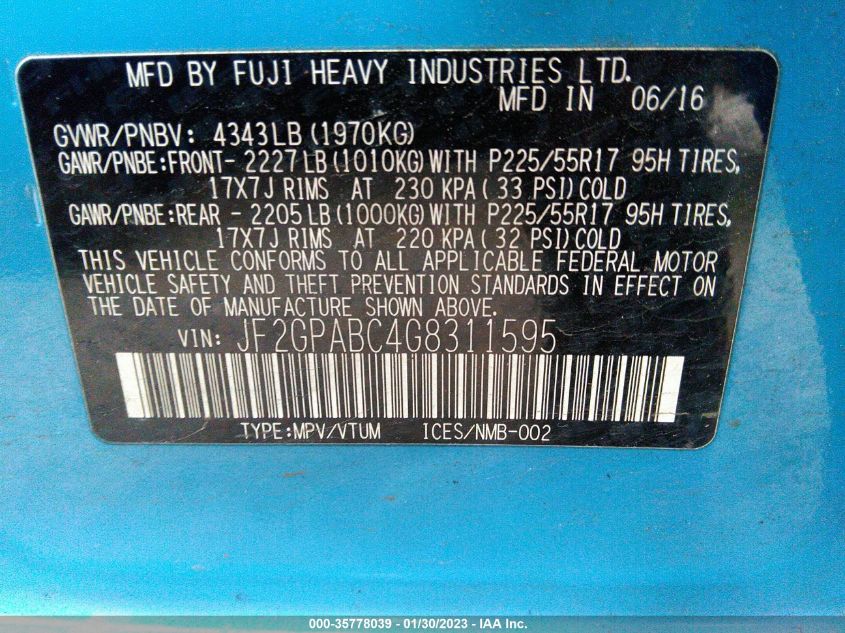 MFD BY FUJI HEAVY INDUSTRIES LTD.
MFD IN 06/16
GVWR/PNBV: 4343LB (1970KG)
GAWR/PNBE:FRONT- 2227LB (1010KG) WITH P225/55R17 95H TIRES,
17X7J RIMS AT 230 KPA ( 33 PSI) COLD
GAWR/PNBE:REAR - 2205LB (1000KG) WITH P225/55R17 95H TIRES,
17X7J RIMS AT 220 KPA ( 32 PSI) COLD
THIS VEHICLE CONFORMS TO ALL APPLICABLE FEDERAL MOTOR
VEHICLE SAFETY AND THEFT PREVENTION STANDARDS IN EFFECT ON
THE DATE OF MANUFACTURE SHOWN ABOVE.
VIN: JF2GPABC4G8311595
TYPE:MPV/VTUM ICES/NMB-002
000-35778039 - 01/30/2023 - IAA Inc.